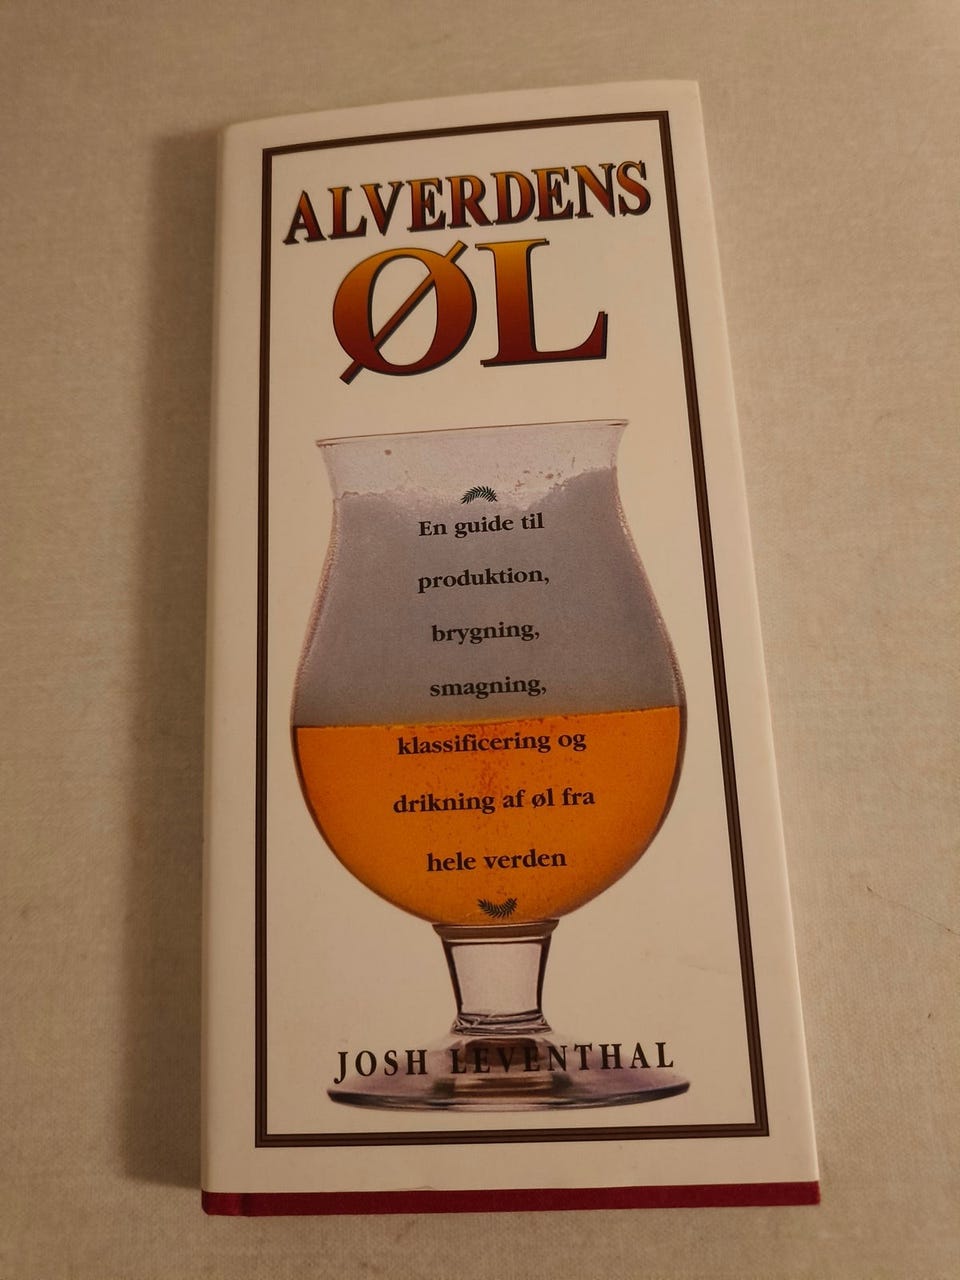 ALVERDENS
ØL
En guide til
produktion,
brygning,
smagning,
klassificering og
drikning af øl fra
hele verden
JOSH LEVENTHAL